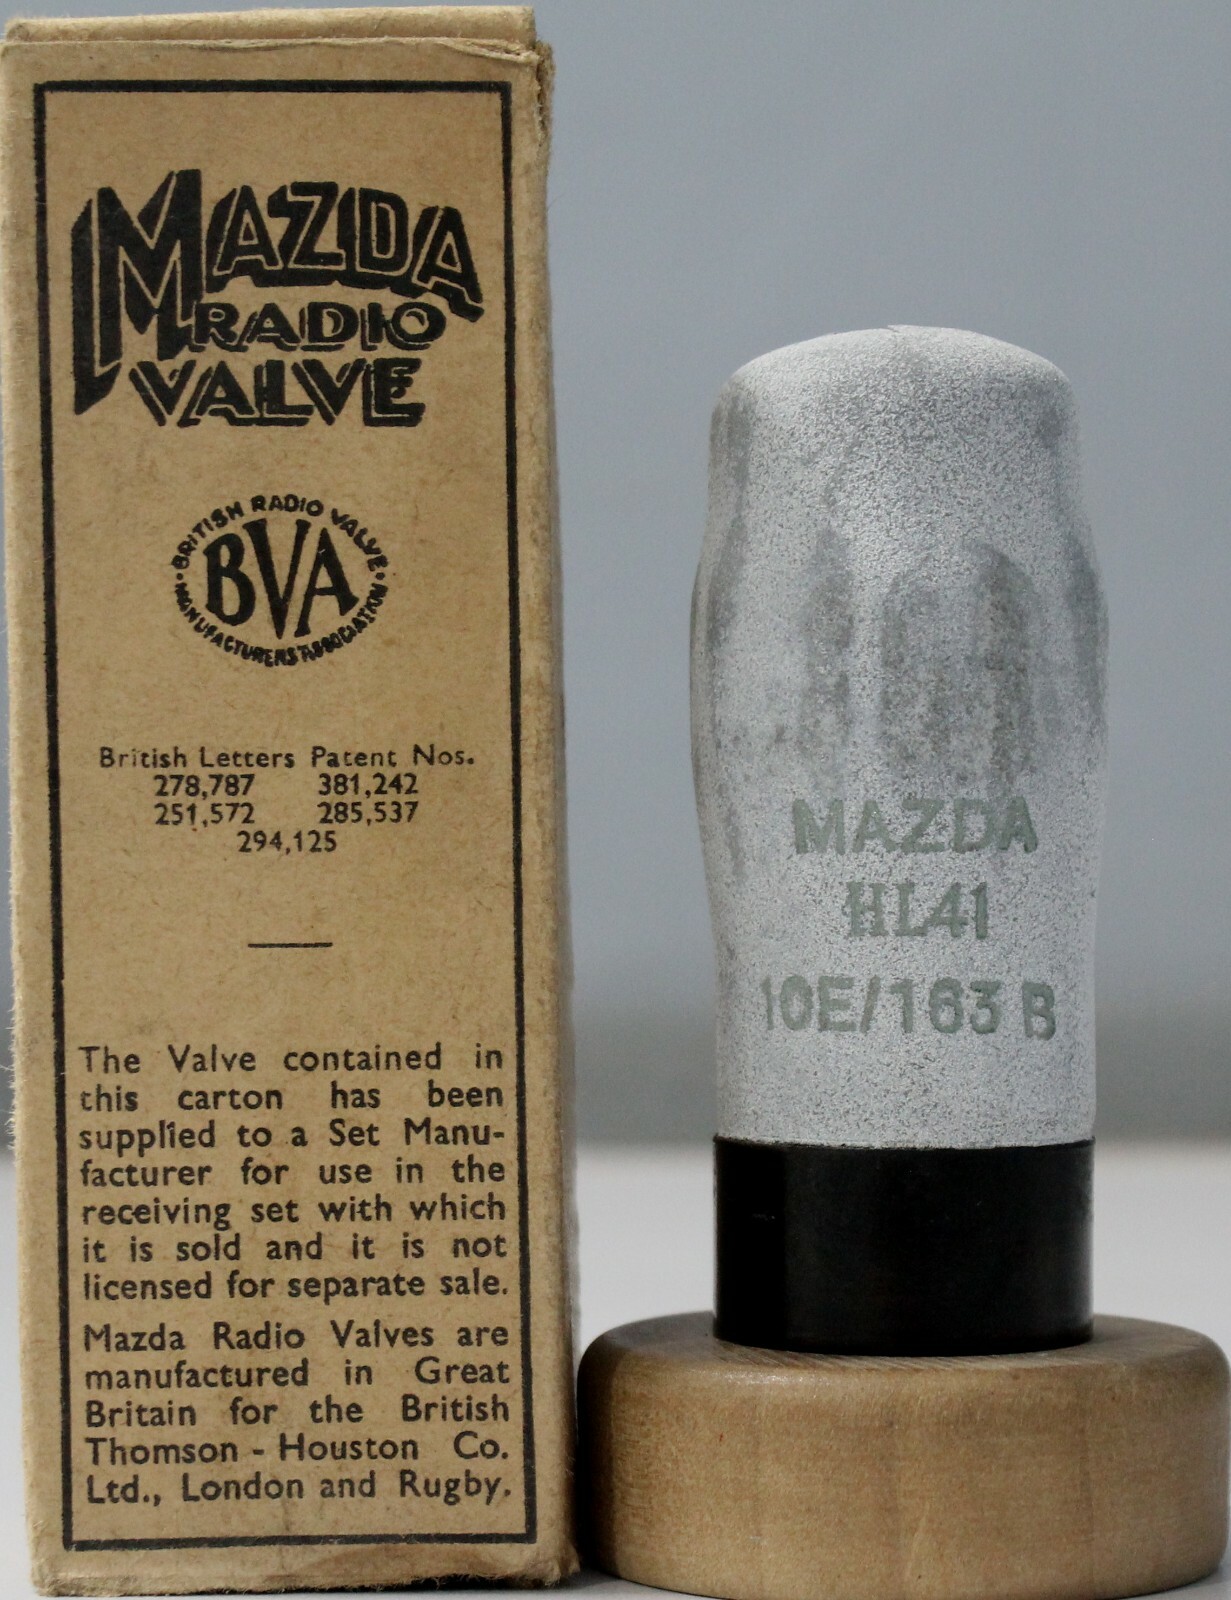 MAZDA
RADIO
VALVE
BRITISH RADIO VALVE
BVA
MANUFACTURERS' ASSOCIATION
British Letters Patent Nos.
278,787 381,242
251,572 285,537
294,125
The Valve contained in
this carton has been
supplied to a Set Manu-
facturer for use in the
receiving set with which
it is sold and it is not
licensed for separate sale.
Mazda Radio Valves are
manufactured in Great
Britain for the British
Thomson - Houston Co.
Ltd., London and Rugby.
MAZDA
HL41
10E/163 B